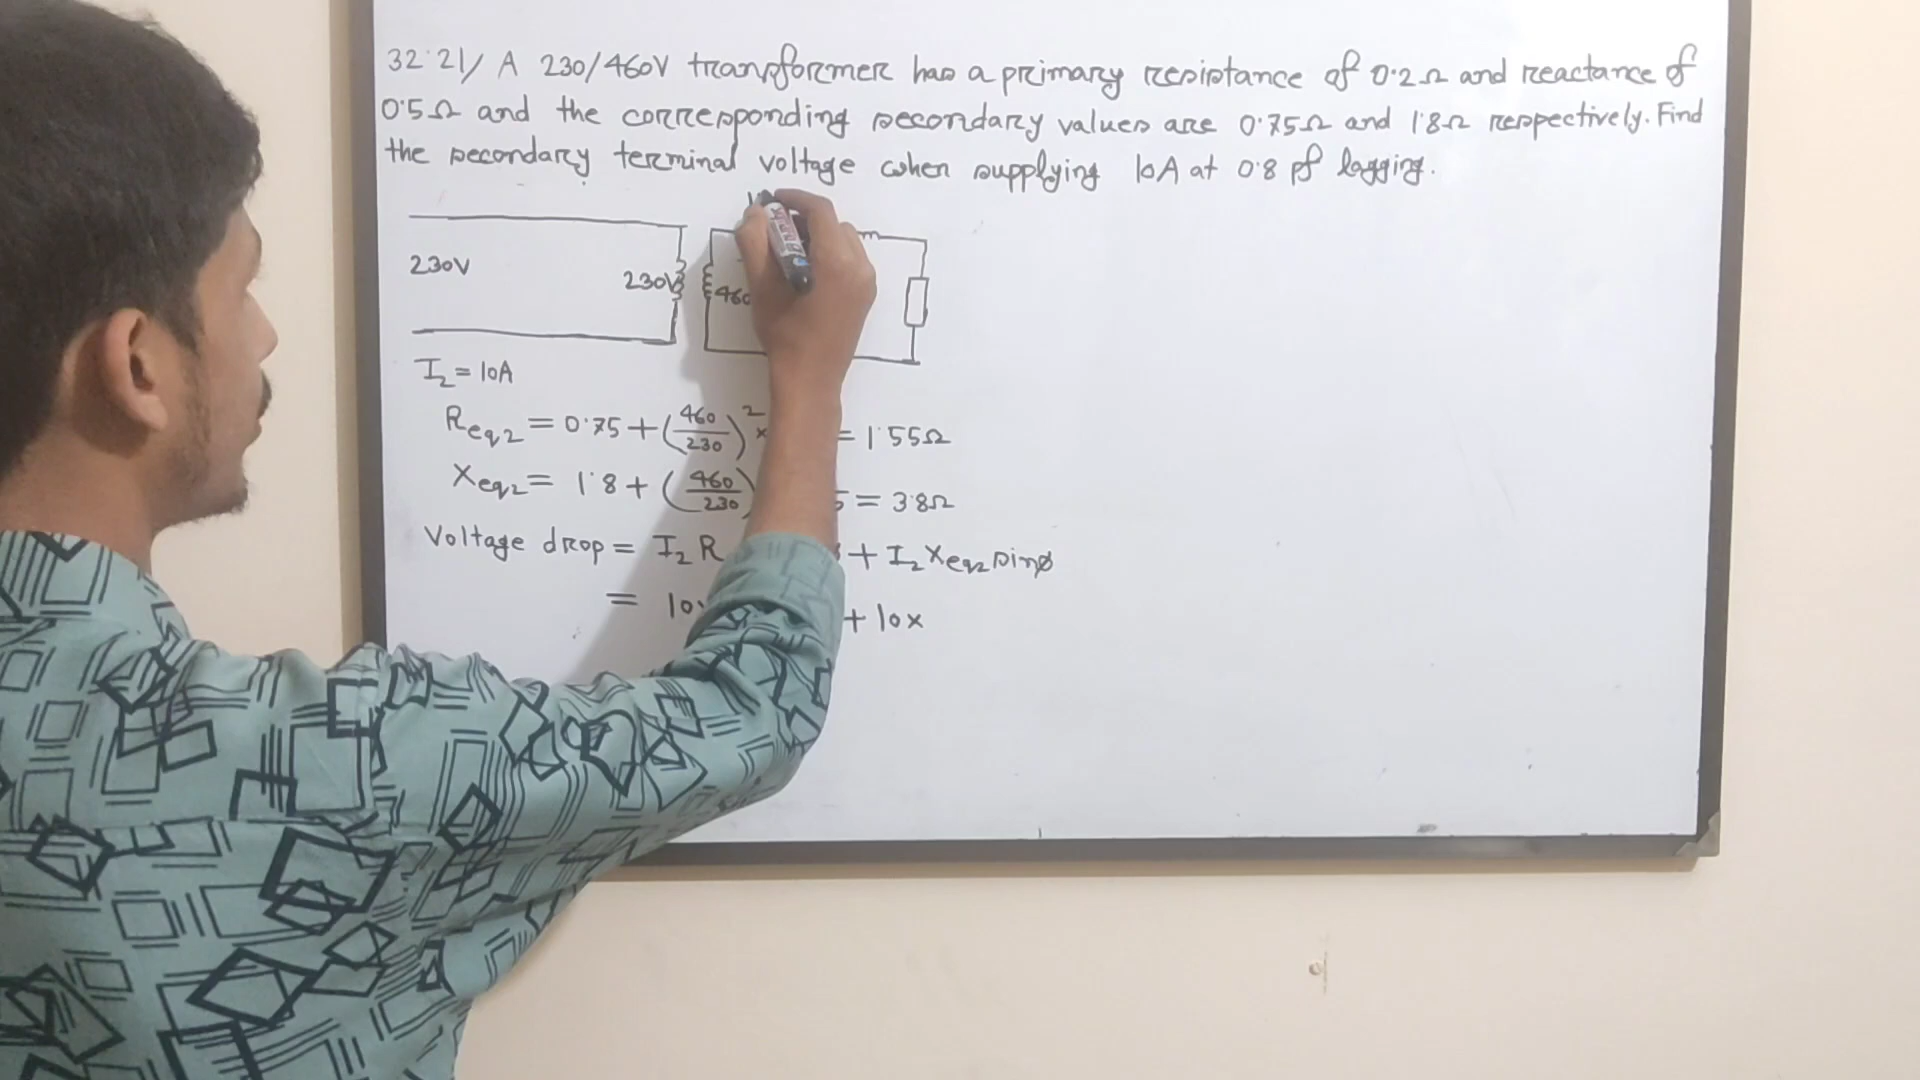 32.21/ A 230/460V transformer has a primary resistance of 0.2Ω and reactance of
0.5Ω and the corresponding secondary values are 0.75Ω and 1.8Ω respectively. Find
the secondary terminal voltage when supplying 10A at 0.8 pf lagging.
230V 230V 460
I₂ = 10A
Req2 = 0.75 + (460/230)² × = 1.55Ω
Xeq2 = 1.8 + (460/230) 5 = 3.8Ω
Voltage drop = I₂ R + I₂ Xeq2 sinø
= 10 + 10x